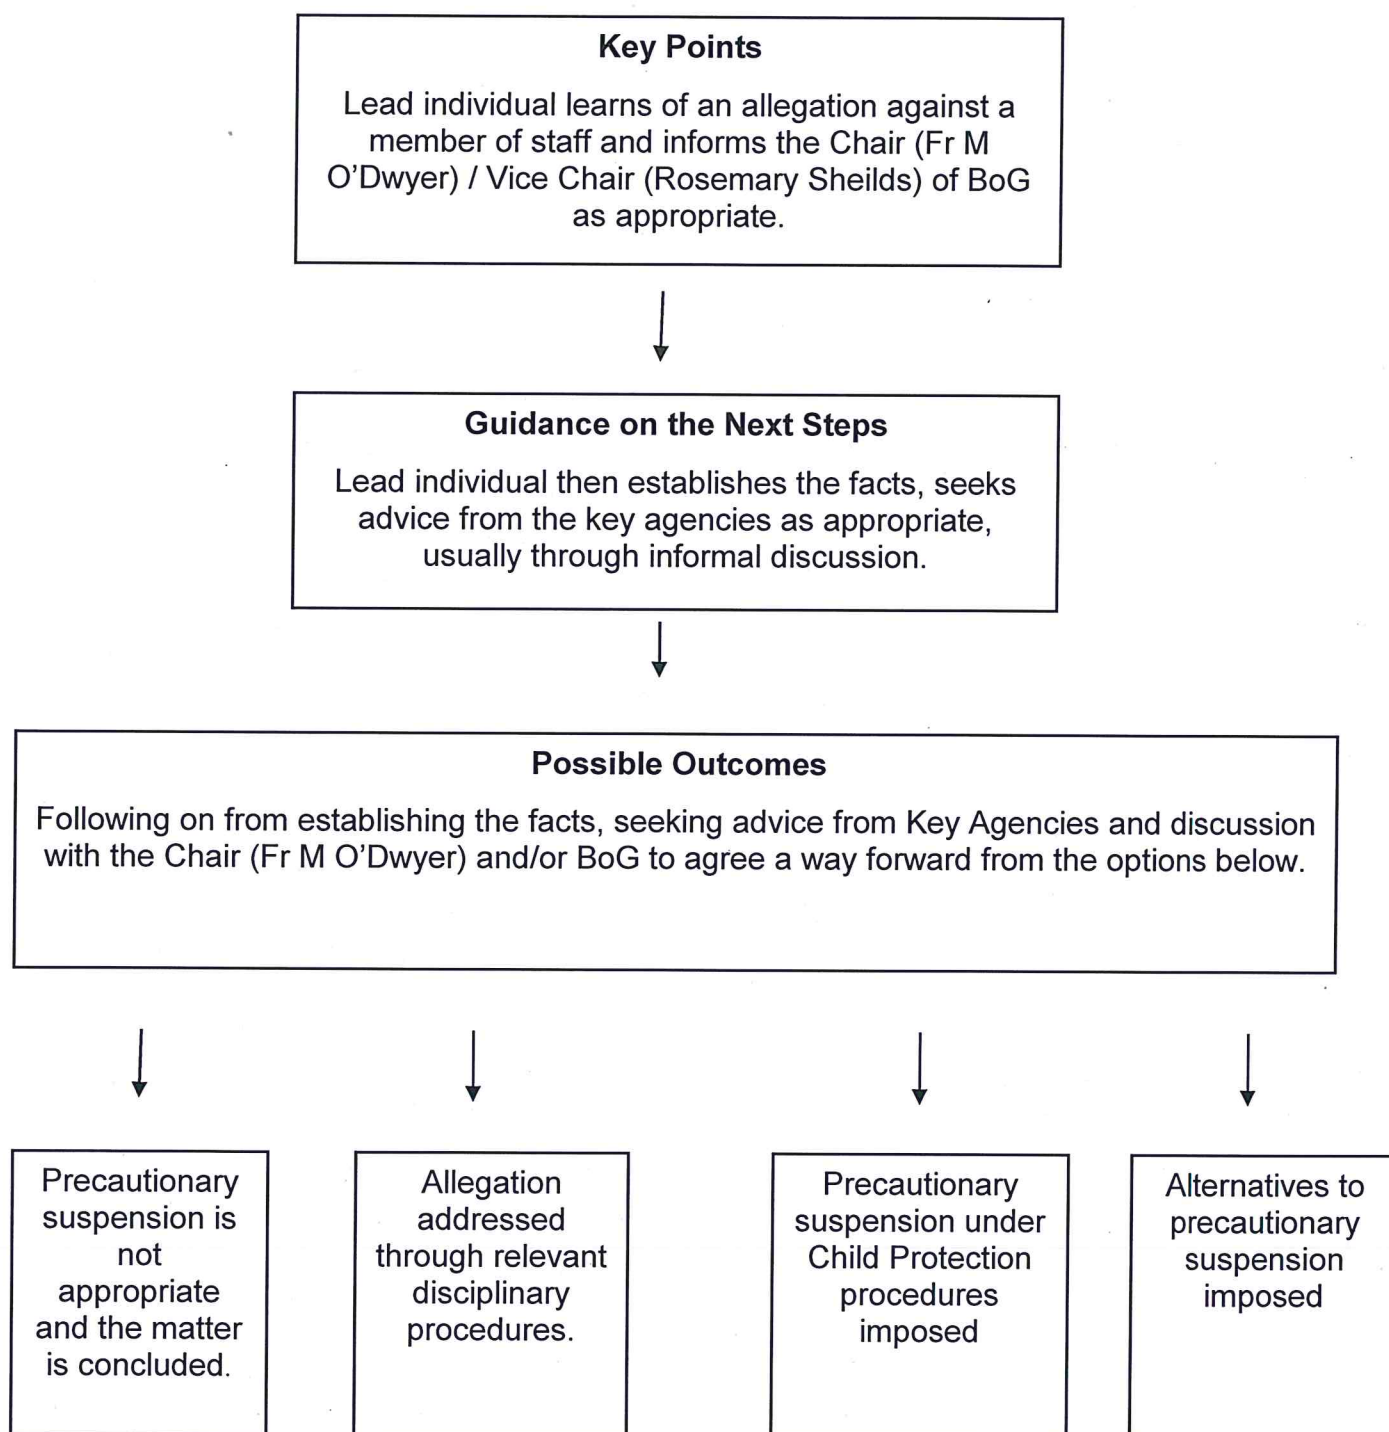 Key Points
Lead individual learns of an allegation against a
member of staff and informs the Chair (Fr M
O'Dwyer) / Vice Chair (Rosemary Sheilds) of BoG
as appropriate.
Guidance on the Next Steps
Lead individual then establishes the facts, seeks
advice from the key agencies as appropriate,
usually through informal discussion.
Possible Outcomes
Following on from establishing the facts, seeking advice from Key Agencies and discussion
with the Chair (Fr M O'Dwyer) and/or BoG to agree a way forward from the options below.
Precautionary
suspension is
not
appropriate
and the matter
is concluded.
Allegation
addressed
through relevant
disciplinary
procedures.
Precautionary
suspension under
Child Protection
procedures
imposed
Alternatives to
precautionary
suspension
imposed